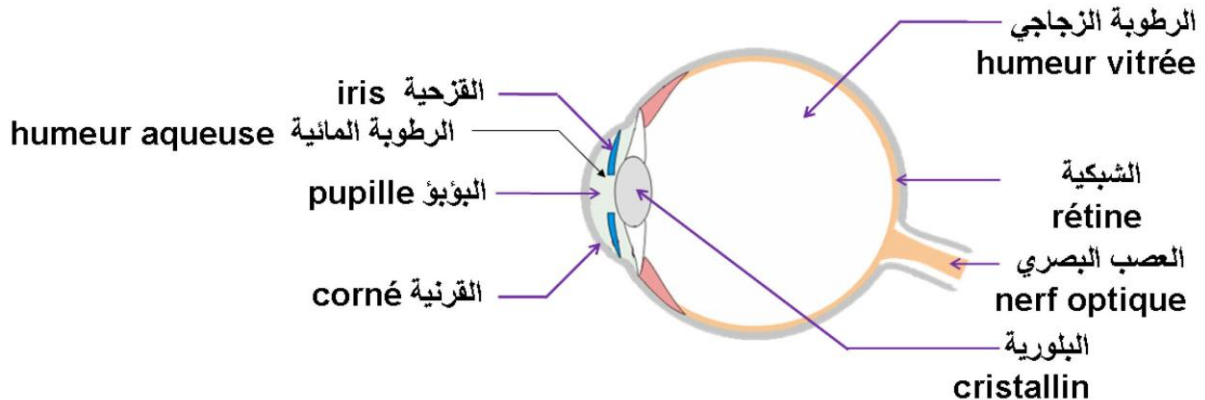 الرطوبة الزجاجي
humeur vitrée
القزحية iris
الرطوبة المائية humeur aqueuse
البؤبؤ pupille
القرنية corné
الشبكية
rétine
العصب البصري
nerf optique
البلورية
cristallin